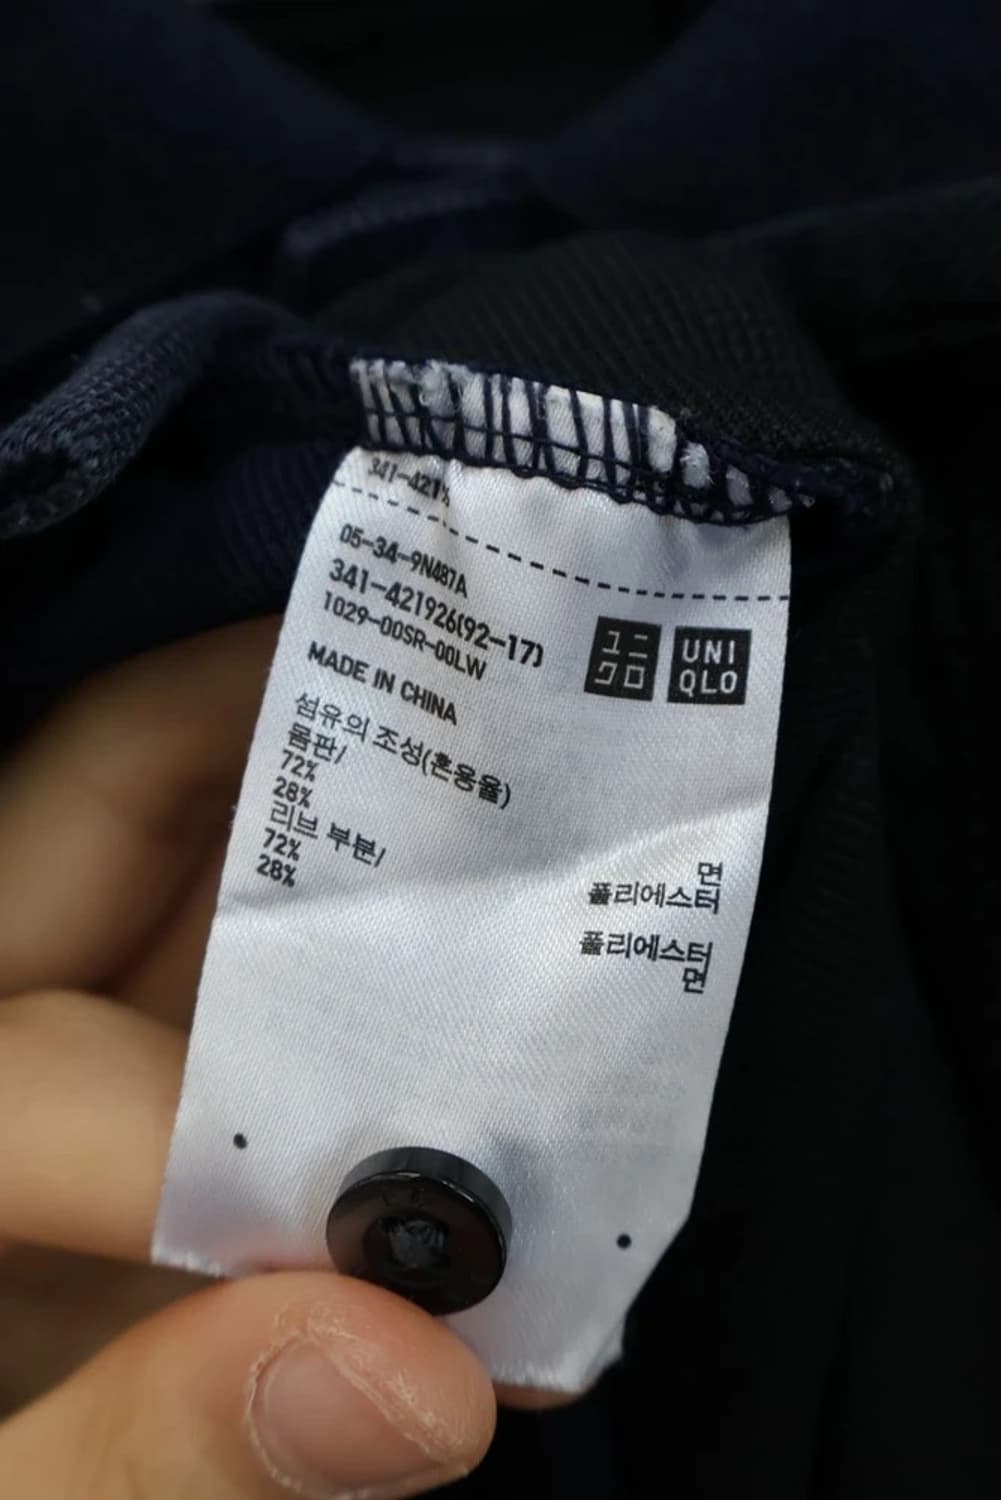 341-421
05-34-9N487A
341-421926(92-17)
1029-00SR-00LW
ユニ
クロ
UNI
QLO
MADE IN CHINA
섬유의 조성(혼용율)
몸판/
72% 면
28% 폴리에스터
리브 부분/
72% 폴리에스터
28% 면